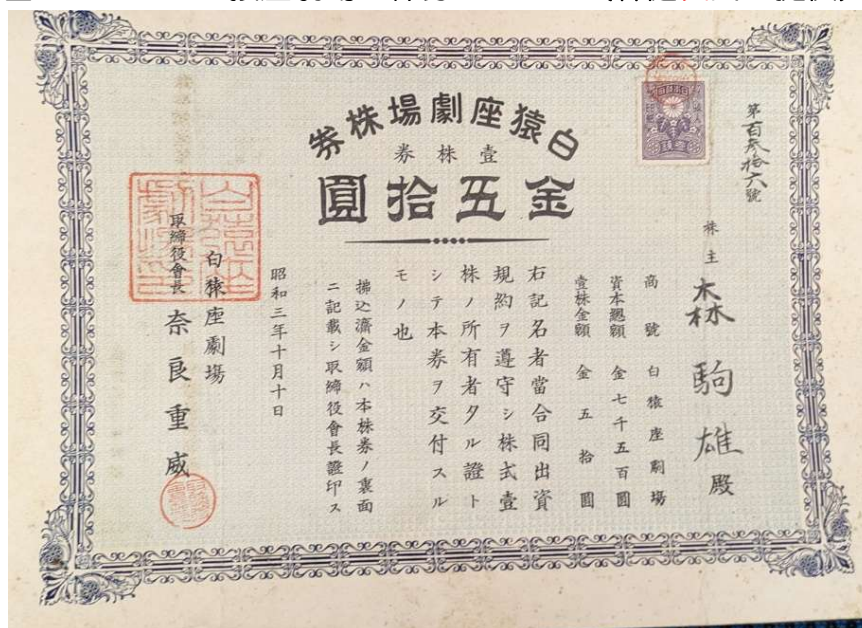 白猿座劇場株券
壹株券
金五拾圓
第百参拾六號
株主 森駒雄殿
商號 白猿座劇場
資本總額 金七千五百圓
壹株金額 金五拾圓
右記名者當合同出資
規約ヲ遵守シ株式壹
株ノ所有者タル證ト
シテ本券ヲ交付スル
モノ也
拂込濟金額ハ本株券ノ裏面
ニ記載シ取締役會長證印ス
昭和三年十月十日
白猿座劇場
取締役會長 奈良重威